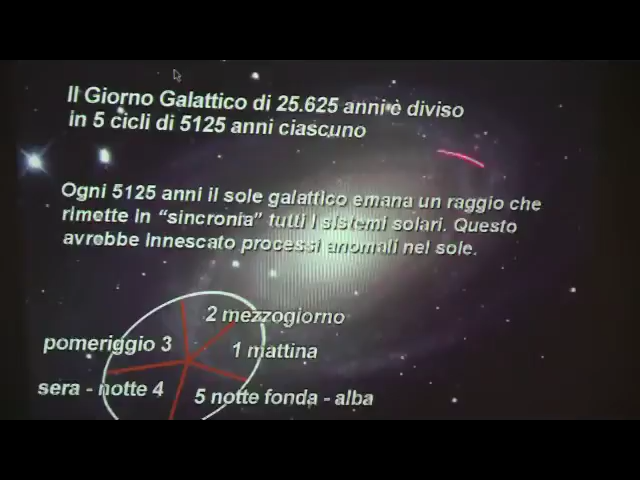 Il Giorno Galattico di 25.625 anni è diviso
in 5 cicli di 5125 anni ciascuno
Ogni 5125 anni il sole galattico emana un raggio che
rimette in "sincronia" tutti i sistemi solari. Questo
avrebbe innescato processi anomali nel sole.
2 mezzogiorno
pomeriggio 3
1 mattina
sera - notte 4
5 notte fonda - alba